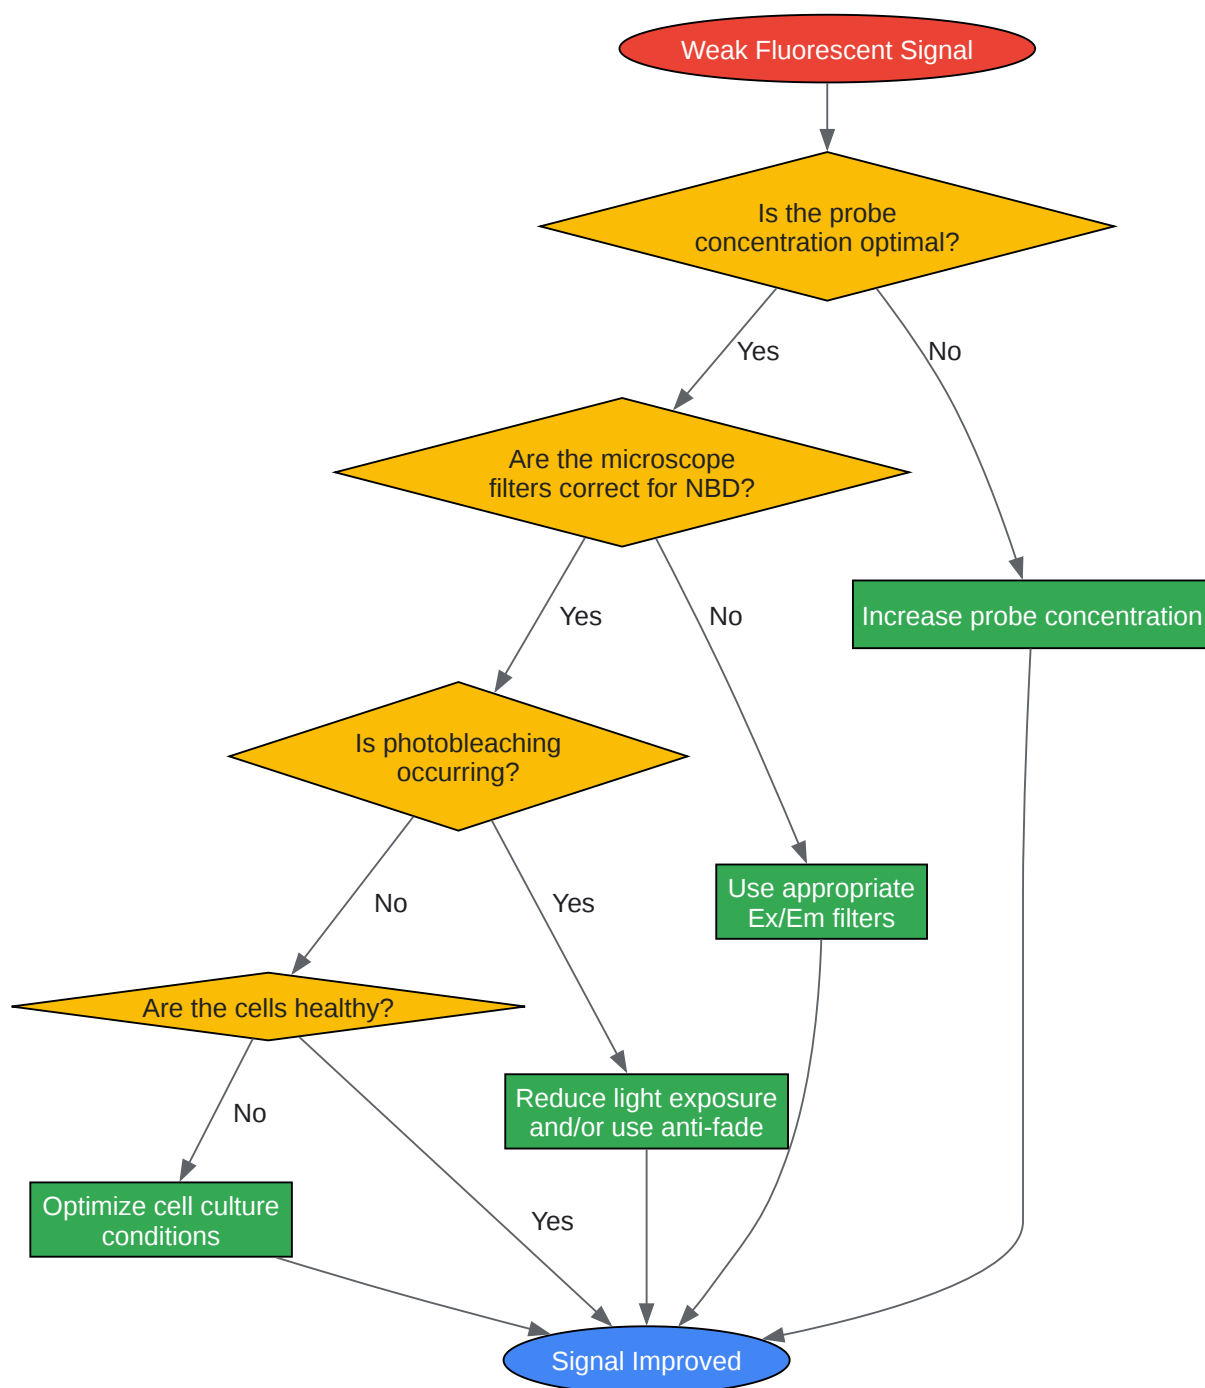 Weak Fluorescent Signal
Is the probe
concentration optimal?
Yes
No
Are the microscope
filters correct for NBD?
Yes
No
Increase probe concentration
Is photobleaching
occurring?
No
Yes
Use appropriate
Ex/Em filters
Are the cells healthy?
No
Yes
Reduce light exposure
and/or use anti-fade
Optimize cell culture
conditions
Signal Improved